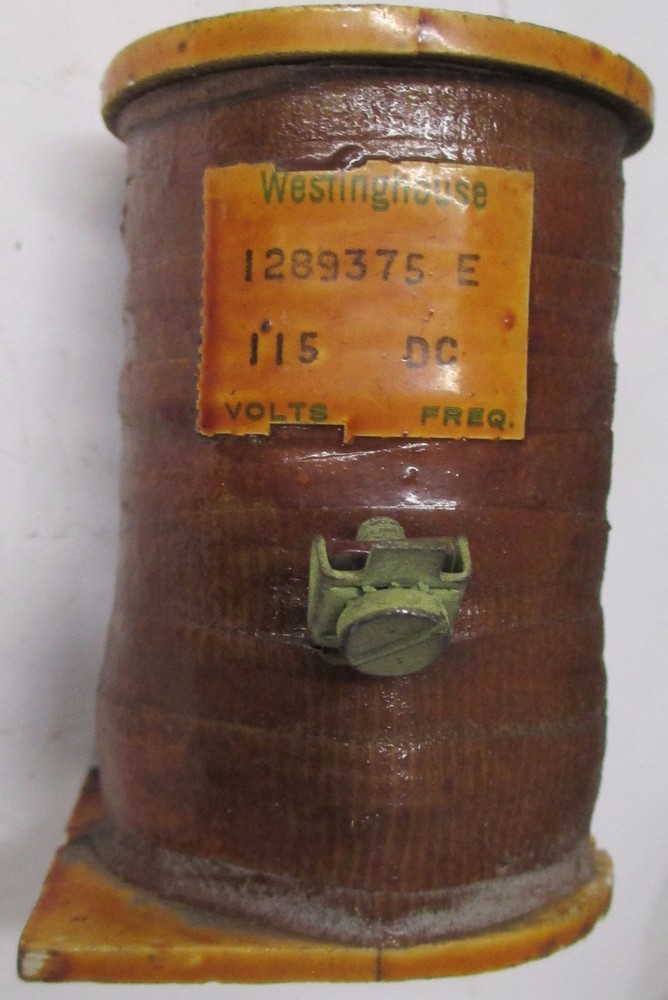 Westinghouse
1289375 E
115 DC
VOLTS FREQ.